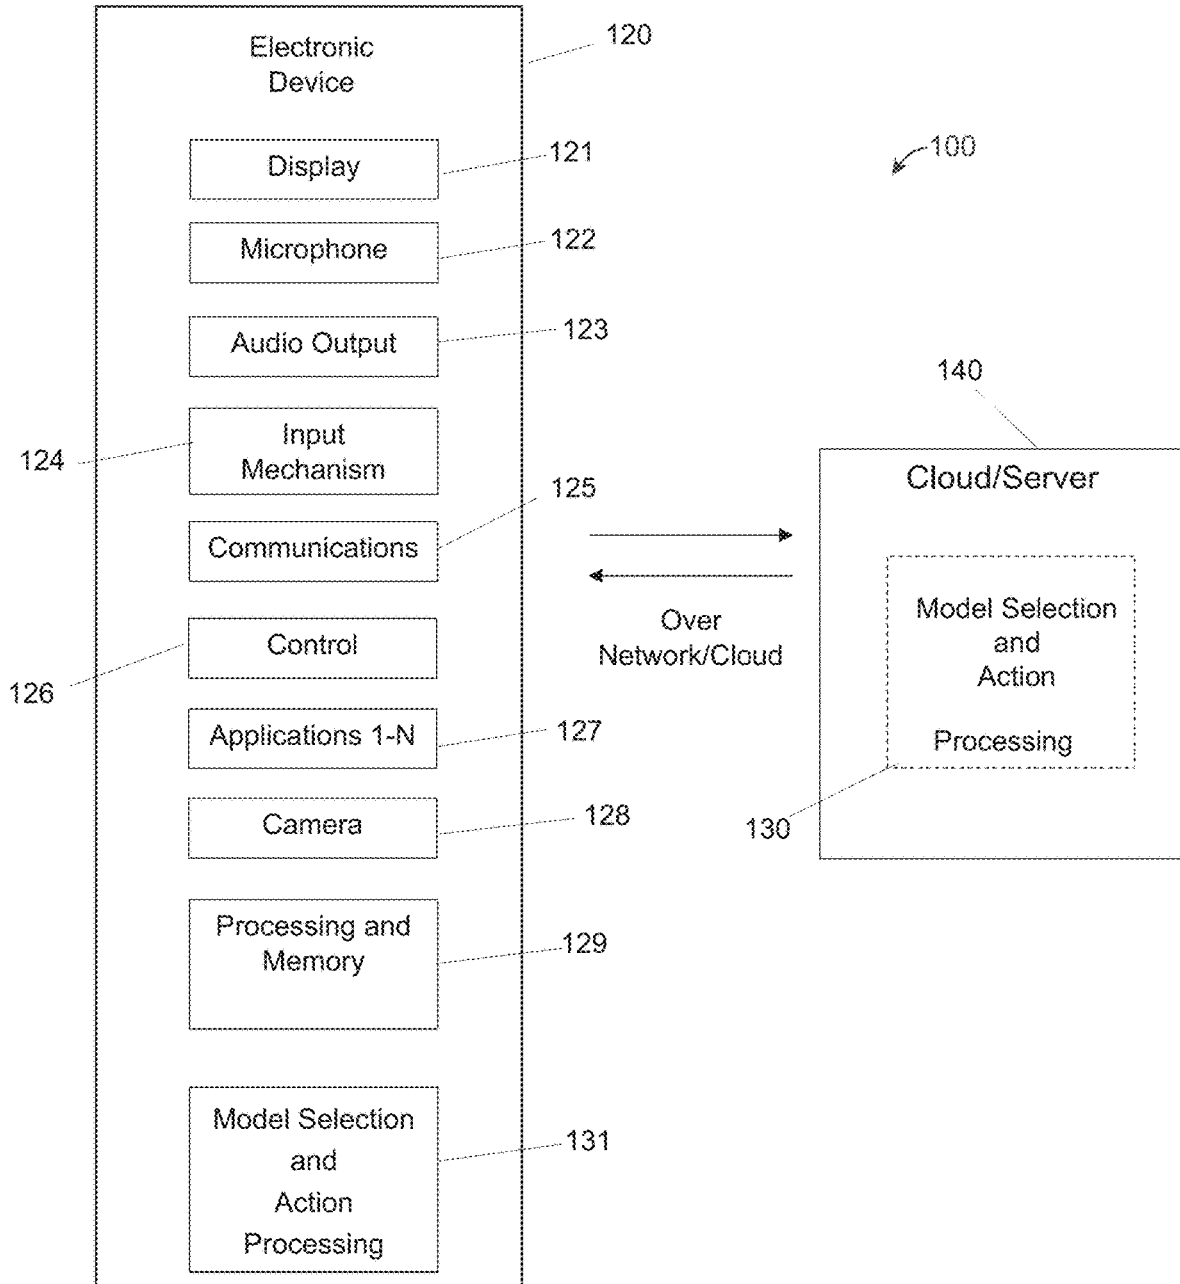 Electronic
Device
120
100
Display
121
Microphone
122
Audio Output
123
Input
Mechanism
124
Communications
125
Control
126
Applications 1-N
127
Camera
128
Processing and
Memory
129
Model Selection
and
Action
Processing
131
Over
Network/Cloud
140
Cloud/Server
Model Selection
and
Action
Processing
130